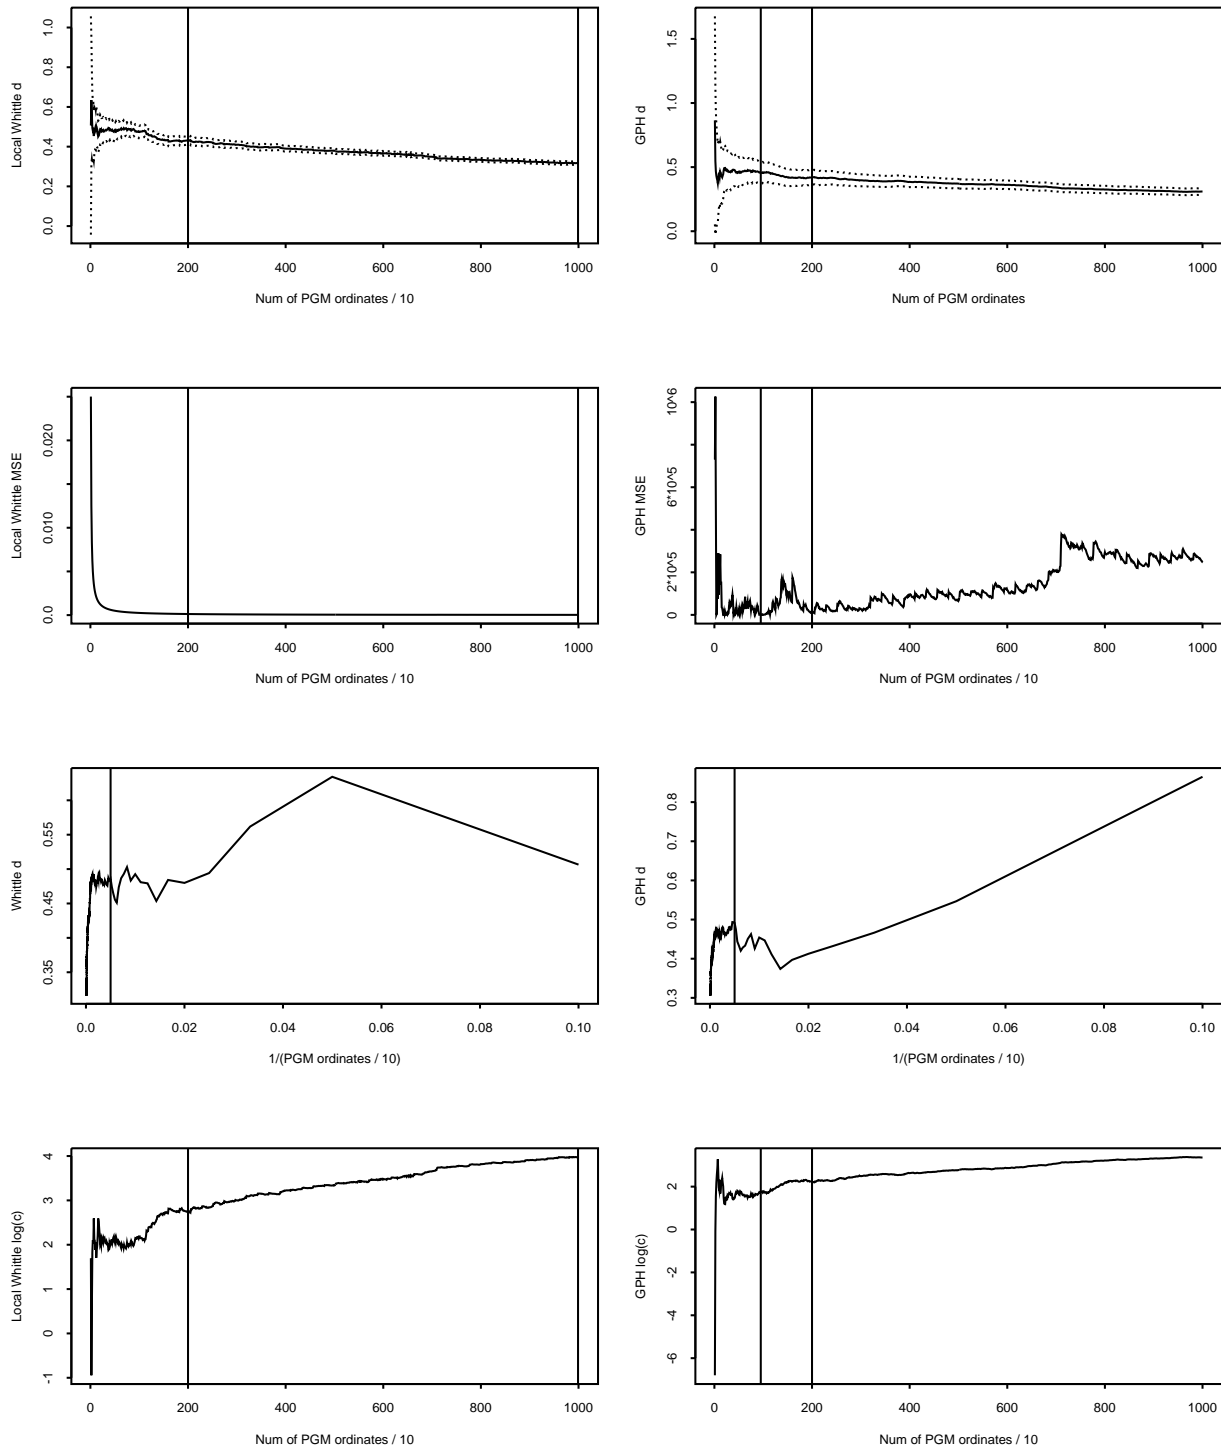 Local Whittle d
1.0
0.8
0.6
0.4
0.2
0.0
0 200 400 600 800 1000
Num of PGM ordinates / 10
GPH d
1.5
1.0
0.5
0.0
0 200 400 600 800 1000
Num of PGM ordinates
Local Whittle MSE
0.020
0.010
0.0
0 200 400 600 800 1000
Num of PGM ordinates / 10
GPH MSE
10^6
6*10^5
2*10^5
0
0 200 400 600 800 1000
Num of PGM ordinates / 10
Whittle d
0.55
0.45
0.35
0.0 0.02 0.04 0.06 0.08 0.10
1/(PGM ordinates / 10)
GPH d
0.8
0.7
0.6
0.5
0.4
0.3
0.0 0.02 0.04 0.06 0.08 0.10
1/(PGM ordinates / 10)
Local Whittle log(c)
4
3
2
1
0
-1
0 200 400 600 800 1000
Num of PGM ordinates / 10
GPH log(c)
2
0
-2
-4
-6
0 200 400 600 800 1000
Num of PGM ordinates / 10